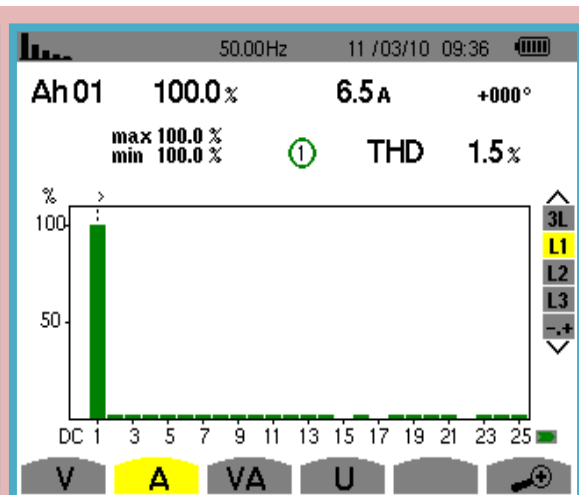 50.00Hz 11/03/10 09:36
Ah 01 100.0 % 6.5 A +000°
max 100.0 %
min 100.0 %
1 THD 1.5 %
% >
100
50
DC 1 3 5 7 9 11 13 15 17 19 21 23 25
3L
L1
L2
L3
-.+
V A VA U